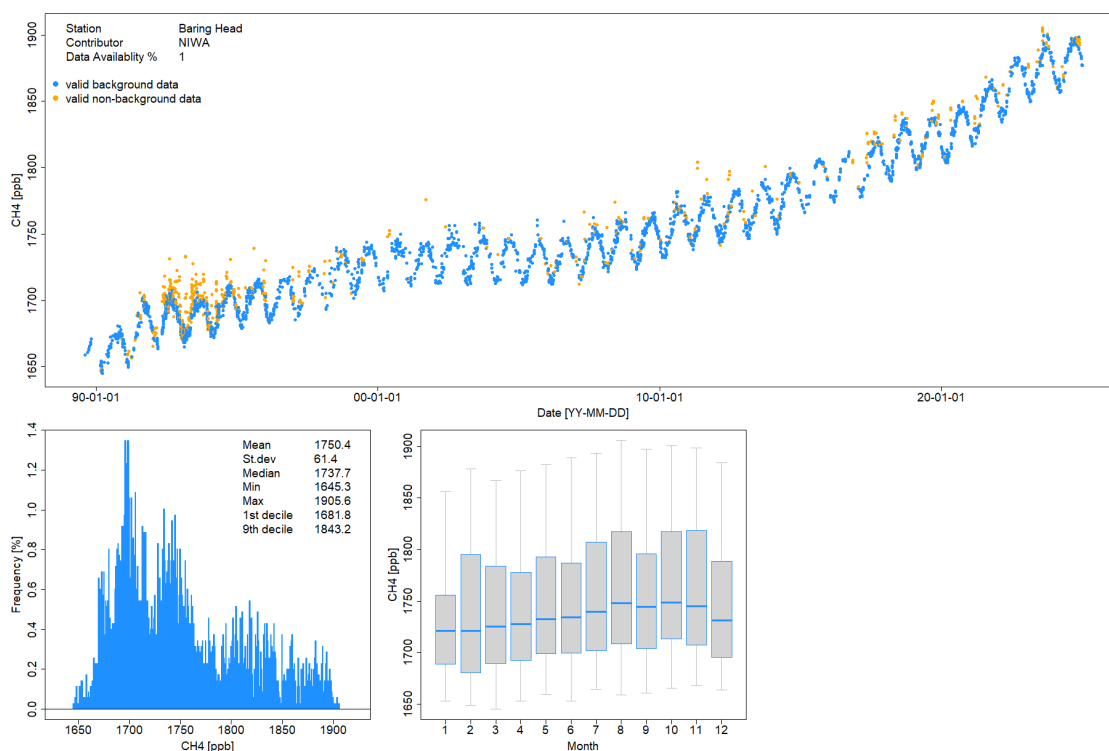 Station Baring Head
Contributor NIWA
Data Availablity % 1
valid background data
valid non-background data
CH4 [ppb]
1900
1850
1800
1750
1700
1650
90-01-01 00-01-01 10-01-01 20-01-01
Date [YY-MM-DD]
Mean 1750.4
St.dev 61.4
Median 1737.7
Min 1645.3
Max 1905.6
1st decile 1681.8
9th decile 1843.2
Frequency [%]
1.4
1.2
1.0
0.8
0.6
0.4
0.2
0.0
1650 1700 1750 1800 1850 1900
CH4 [ppb]
CH4 [ppb]
1900
1850
1800
1750
1700
1650
1 2 3 4 5 6 7 8 9 10 11 12
Month